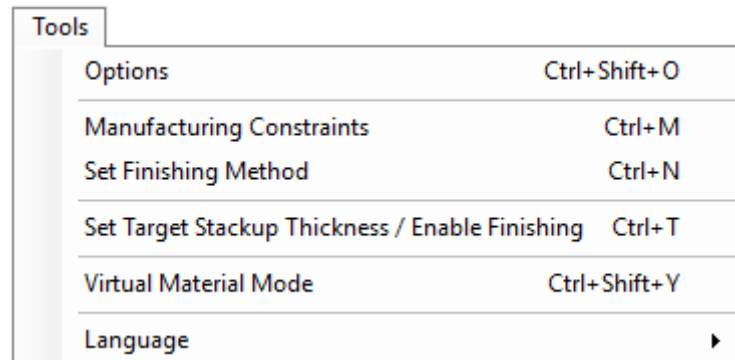 Tools
Options Ctrl+Shift+O
Manufacturing Constraints Ctrl+M
Set Finishing Method Ctrl+N
Set Target Stackup Thickness / Enable Finishing Ctrl+T
Virtual Material Mode Ctrl+Shift+Y
Language